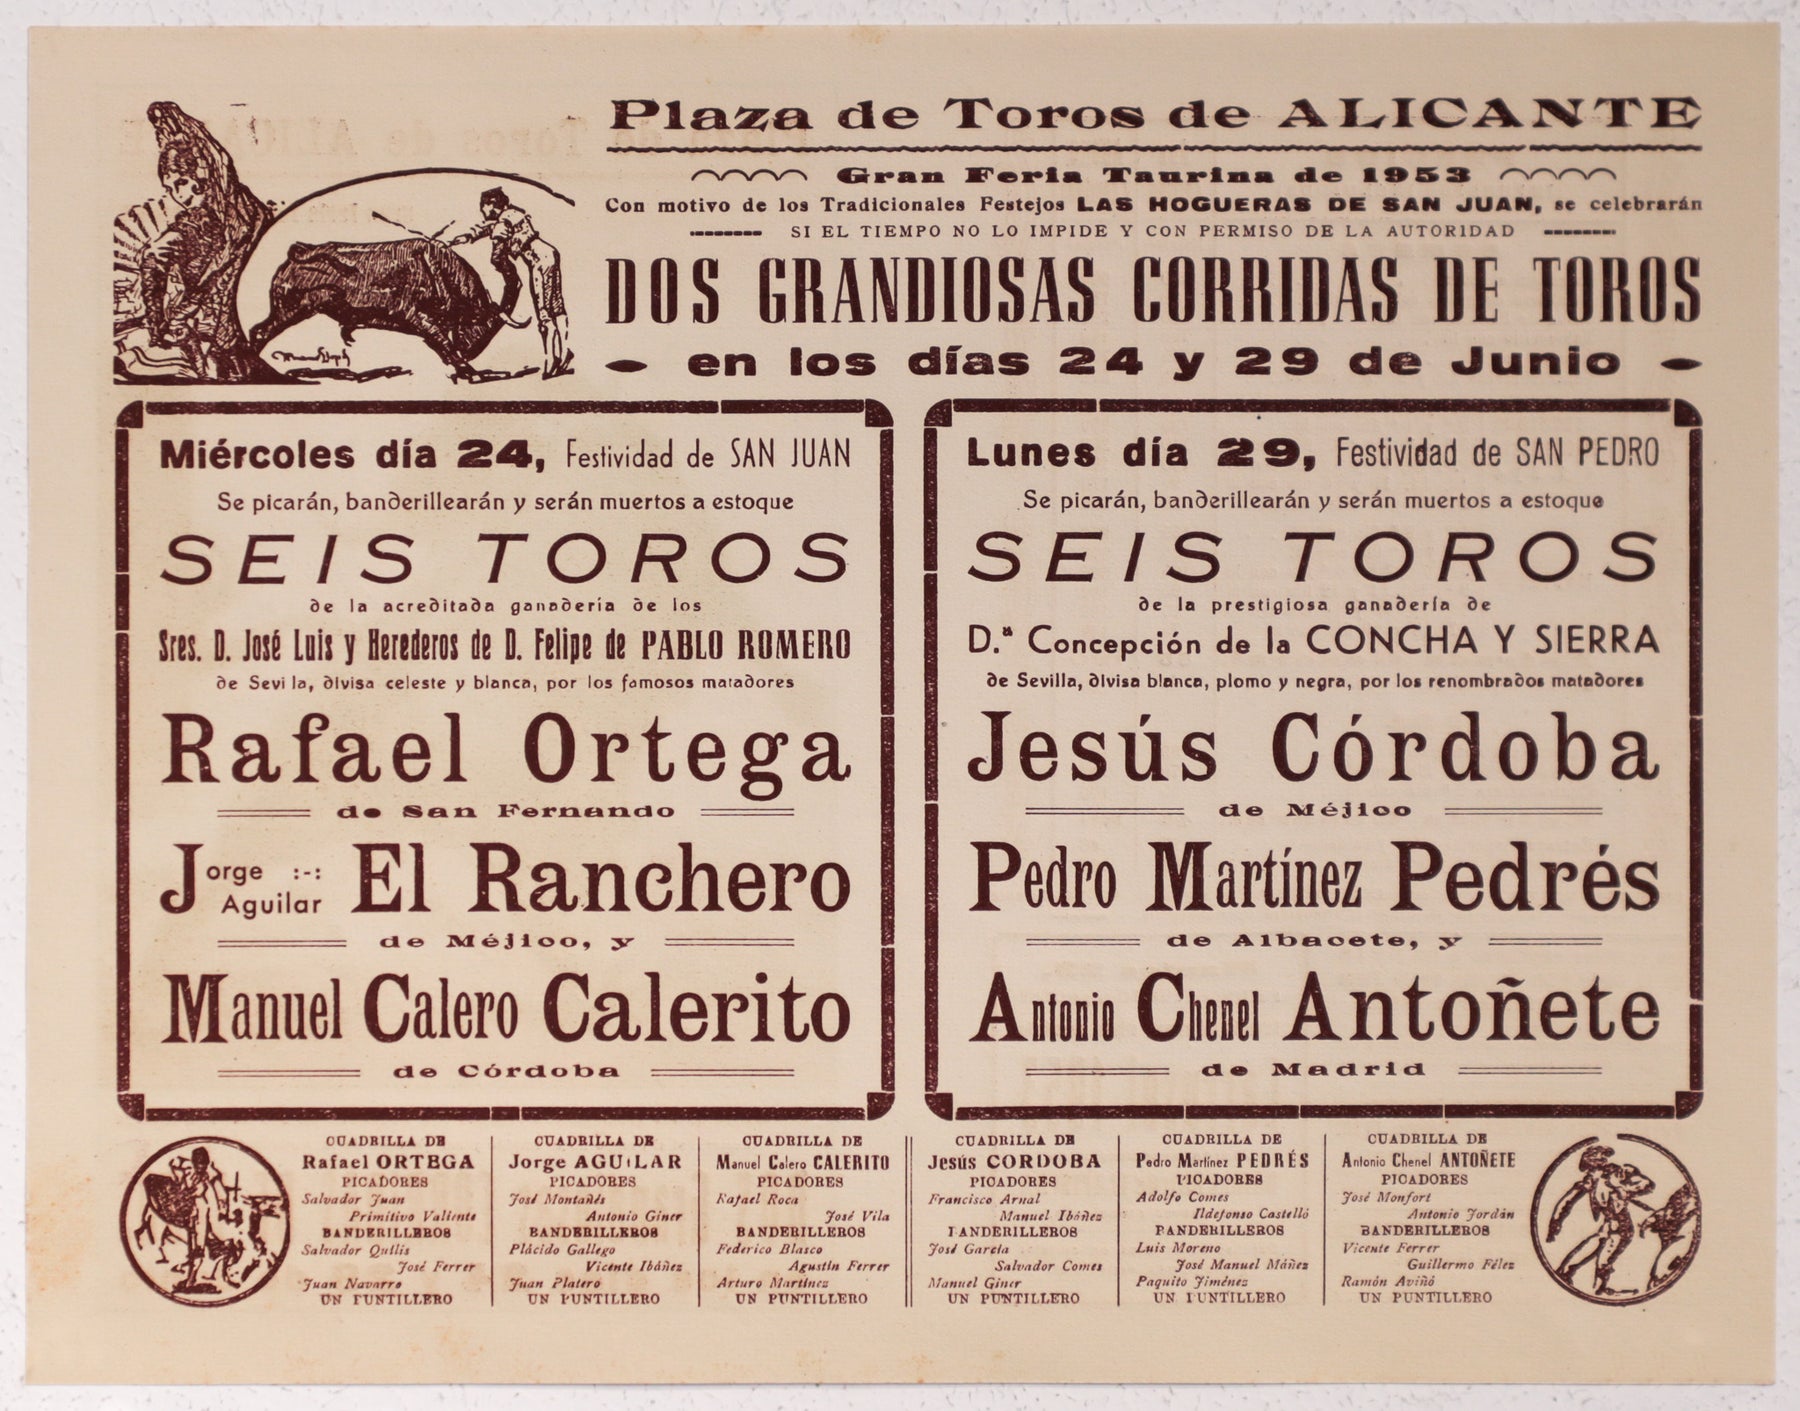 Plaza de Toros de ALICANTE
Gran Feria Taurina de 1953
Con motivo de los Tradicionales Festejos LAS HOGUERAS DE SAN JUAN, se celebrarán
SI EL TIEMPO NO LO IMPIDE Y CON PERMISO DE LA AUTORIDAD
DOS GRANDIOSAS CORRIDAS DE TOROS
en los días 24 y 29 de Junio
Miércoles día 24, Festividad de SAN JUAN
Se picarán, banderillearán y serán muertos a estoque
SEIS TOROS
de la acreditada ganadería de los
Sres. D. José Luis y Herederos de D. Felipe de PABLO ROMERO
de Sevi la, divisa celeste y blanca, por los famosos matadores
Rafael Ortega
de San Fernando
Jorge :-: Aguilar El Ranchero
de Méjico, y
Manuel Calero Calerito
de Córdoba
Lunes día 29, Festividad de SAN PEDRO
Se picarán, banderillearán y serán muertos a estoque
SEIS TOROS
de la prestigiosa ganadería de
D.ª Concepción de la CONCHA Y SIERRA
de Sevilla, divisa blanca, plomo y negra, por los renombrados matadores
Jesús Córdoba
de Méjico
Pedro Martínez Pedrés
de Albacete, y
Antonio Chenel Antoñete
de Madrid
CUADRILLA DE
Rafael ORTEGA
PICADORES
Salvador Juan
Primitivo Valiente
BANDERILLEROS
Salvador Quilis
José Ferrer
Juan Navarro
UN PUNTILLERO
CUADRILLA DE
Jorge AGUILAR
PICADORES
José Montañés
Antonio Giner
BANDERILLEROS
Plácido Gallego
Vicente Ibáñez
Juan Platero
UN PUNTILLERO
CUADRILLA DE
Manuel Calero CALERITO
PICADORES
Rafael Roca
José Vila
BANDERILLEROS
Federico Blasco
Agustín Ferrer
Arturo Martínez
UN PUNTILLERO
CUADRILLA DE
Jesús CORDOBA
PICADORES
Francisco Arnal
Manuel Ibáñez
BANDERILLEROS
José García
Salvador Comes
Manuel Giner
UN PUNTILLERO
CUADRILLA DE
Pedro Martínez PEDRÉS
PICADORES
Adolfo Comes
Ildefonso Castelló
BANDERILLEROS
Luis Moreno
José Manuel Máñez
Paquito Jiménez
UN PUNTILLERO
CUADRILLA DE
Antonio Chenel ANTOÑETE
PICADORES
José Monfort
Antonio Jordán
BANDERILLEROS
Vicente Ferrer
Guillermo Félez
Ramón Aviñó
UN PUNTILLERO